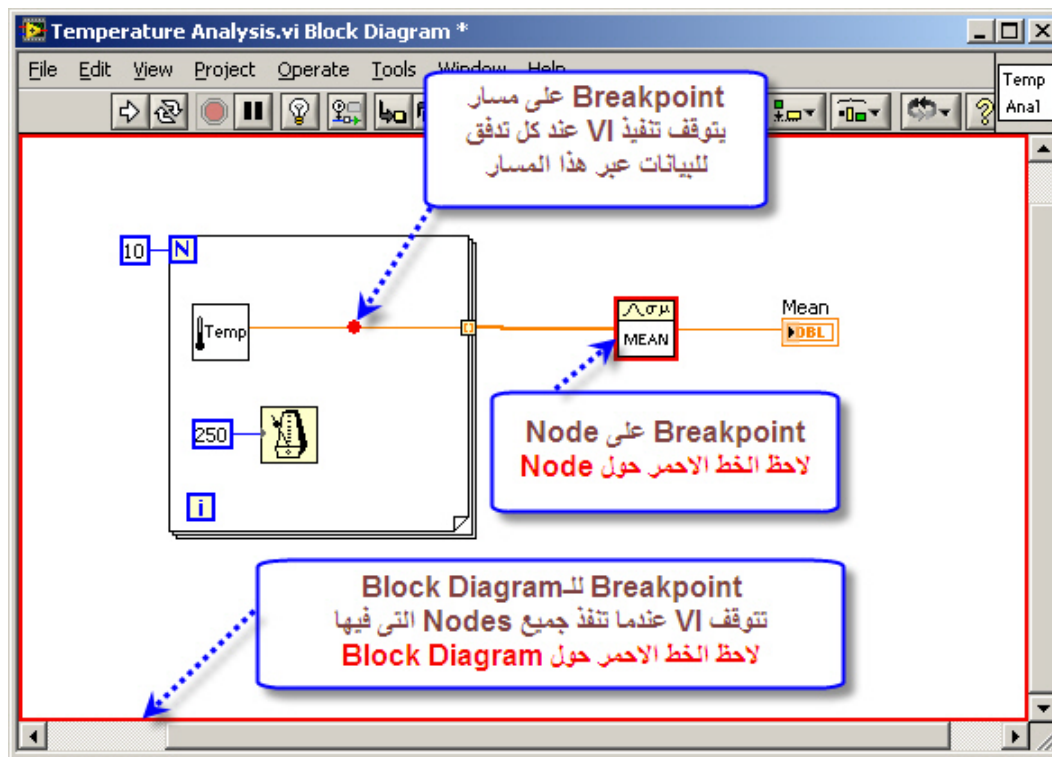 Temperature Analysis.vi Block Diagram *
File Edit View Project Operate Tools Window Help
Temp
Anal
Breakpoint على مسار
يتوقف تنفيذ VI عند كل تدفق
للبيانات عبر هذا المسار
10
N
Temp
250
i
σμ
MEAN
Mean
DBL
Breakpoint على Node
لاحظ الخط الاحمر حول Node
Breakpoint للـBlock Diagram
تتوقف VI عندما تنفذ جميع Nodes التى فيها
لاحظ الخط الاحمر حول Block Diagram